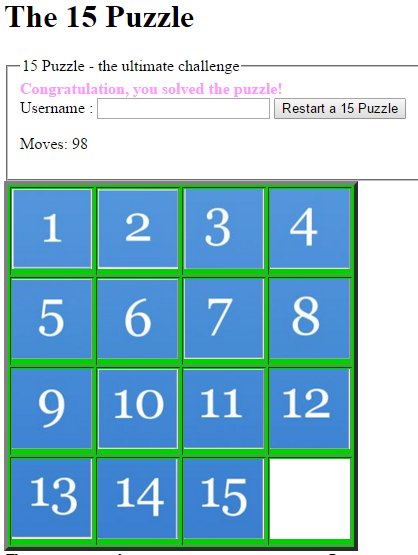 The 15 Puzzle
15 Puzzle - the ultimate challenge
Congratulation, you solved the puzzle!
Username : Restart a 15 Puzzle
Moves: 98
1 2 3 4
5 6 7 8
9 10 11 12
13 14 15